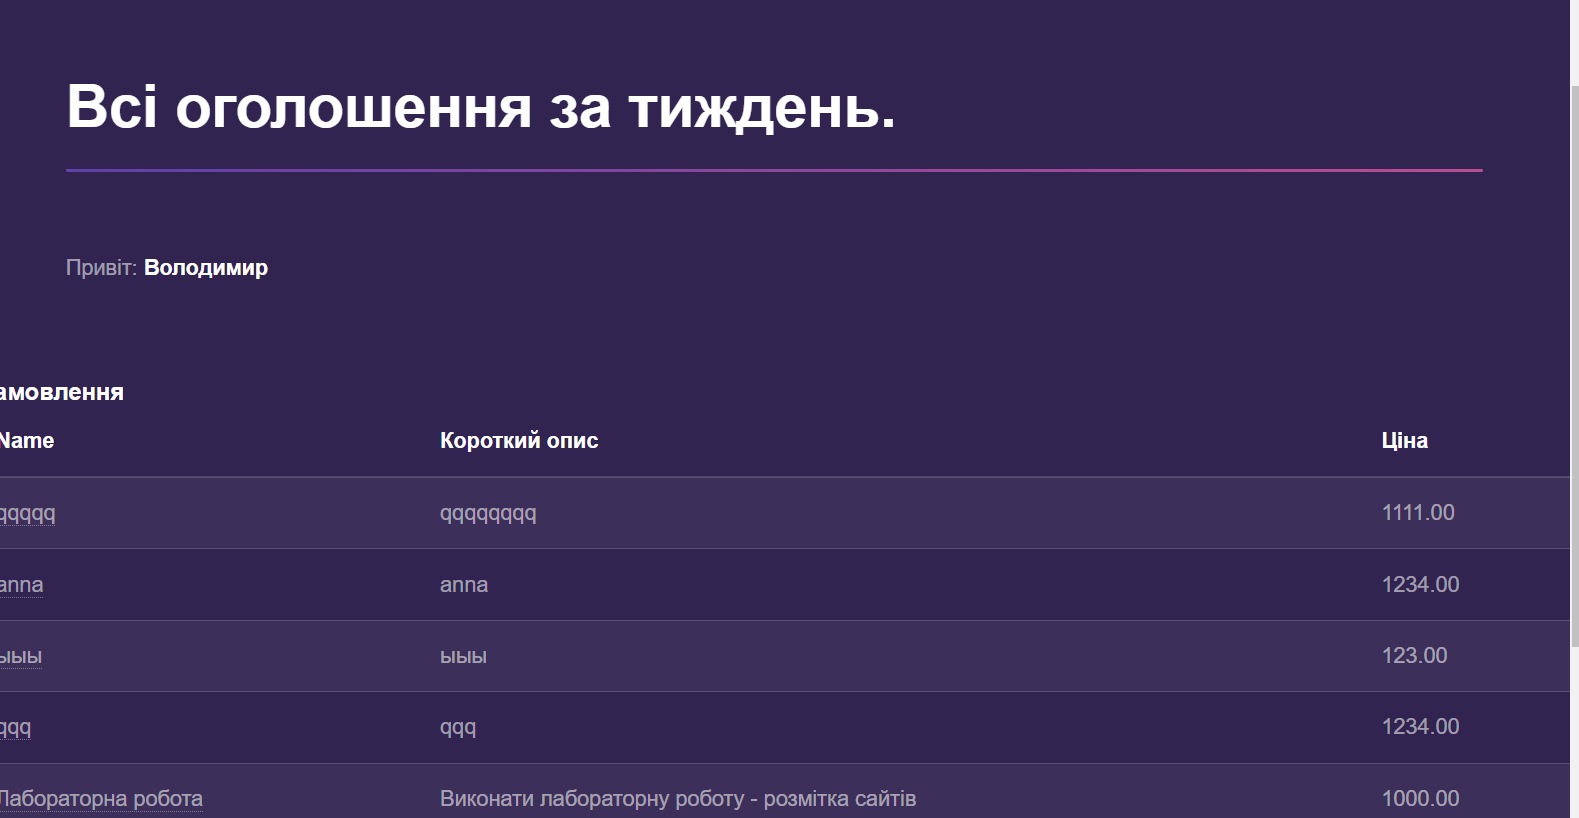 Всі оголошення за тиждень.
Привіт: Володимир
амовлення
Name Короткий опис Ціна
qqqqq qqqqqqqq 1111.00
anna anna 1234.00
ыыы ыыы 123.00
qqq qqq 1234.00
Лабораторна робота Виконати лабораторну роботу - розмітка сайтів 1000.00